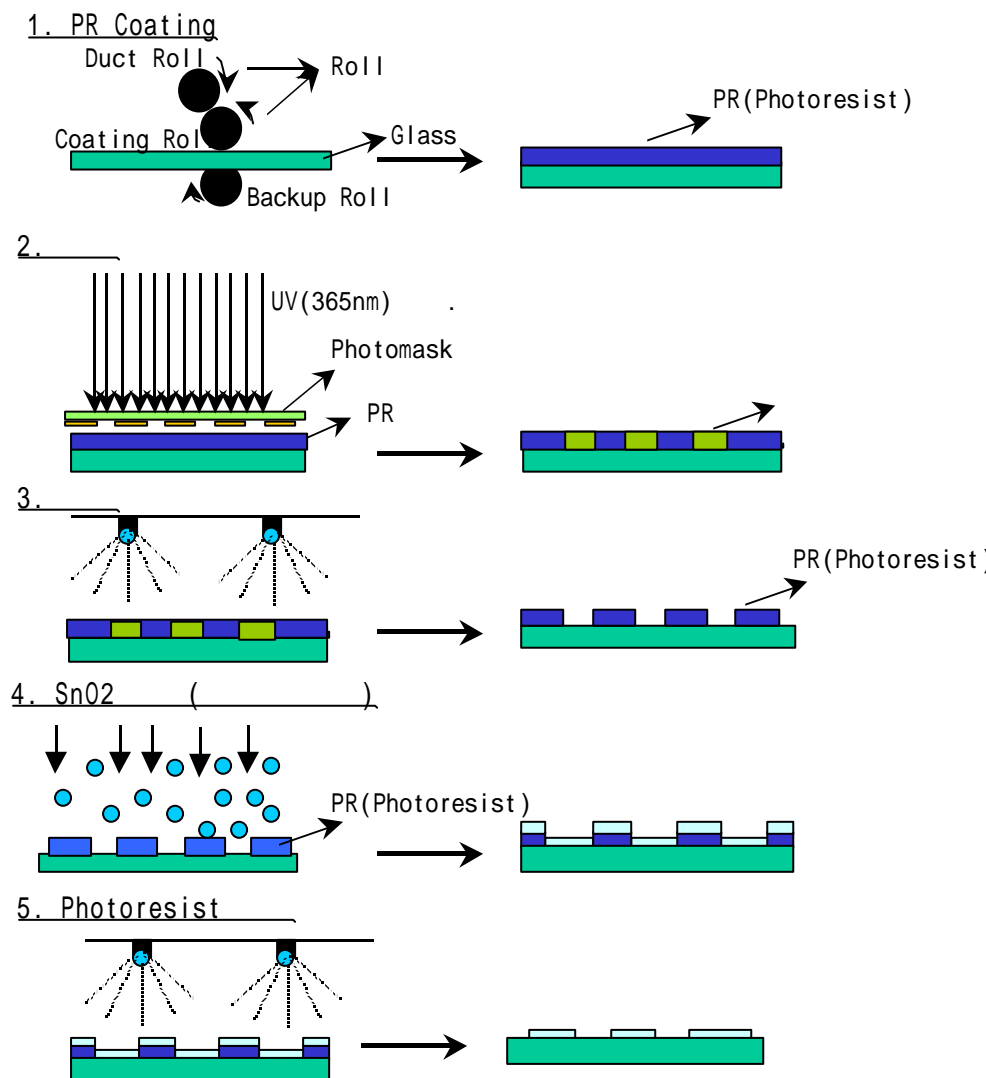 1. PR Coating
Duct Roll
Roll
PR(Photoresist)
Coating Rol
Glass
Backup Roll
2.
UV(365nm) .
Photomask
PR
3.
PR(Photoresist)
4. SnO2 ( )
PR(Photoresist)
5. Photoresist